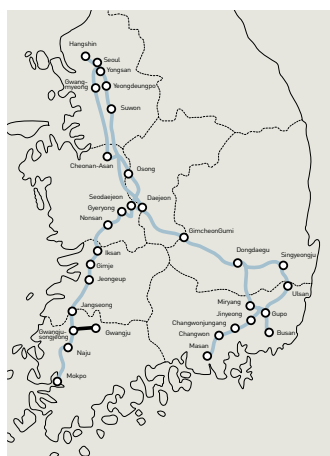 Hangshin
Seoul
Yongsan
Gwang-
myeong
Yeongdeungpo
Suwon
Cheonan-Asan
Osong
Seodaejeon
Daejeon
Gyeryong
Nonsan
GimcheonGumi
Iksan
Gimje
Jeongeup
Dongdaegu
Singyeongju
Ulsan
Miryang
Jangseong
Jinyeong
Gupo
Changwonjungang
Gwangju-
songjeong
Gwangju
Changwon
Busan
Masan
Naju
Mokpo